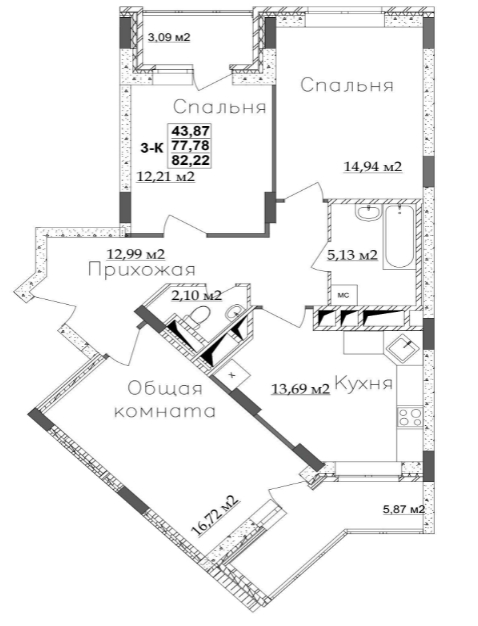 3,09 м2
Спальня
Спальня
3-К
43,87
77,78
82,22
12,21 м2
14,94 м2
12,99 м2
Прихожая
5,13 м2
2,10 м2
МС
Х
Общая
комната
Кухня
13,69 м2
16,72 м2
5,87 м2